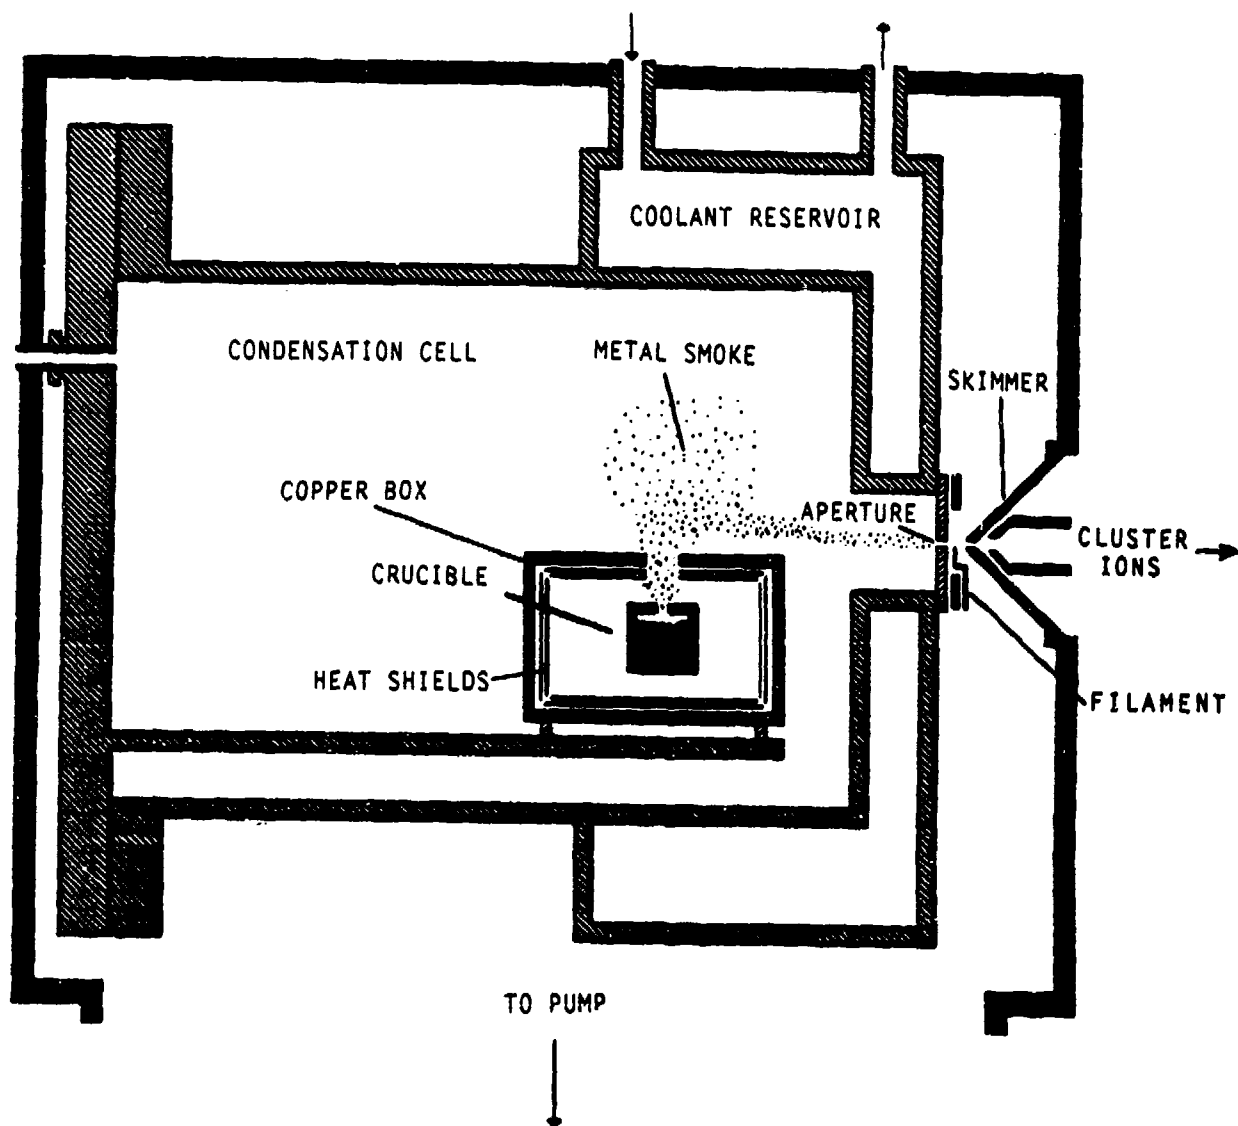 COOLANT RESERVOIR
CONDENSATION CELL
METAL SMOKE
SKIMMER
COPPER BOX
APERTURE
CLUSTER
IONS
CRUCIBLE
HEAT SHIELDS
FILAMENT
TO PUMP